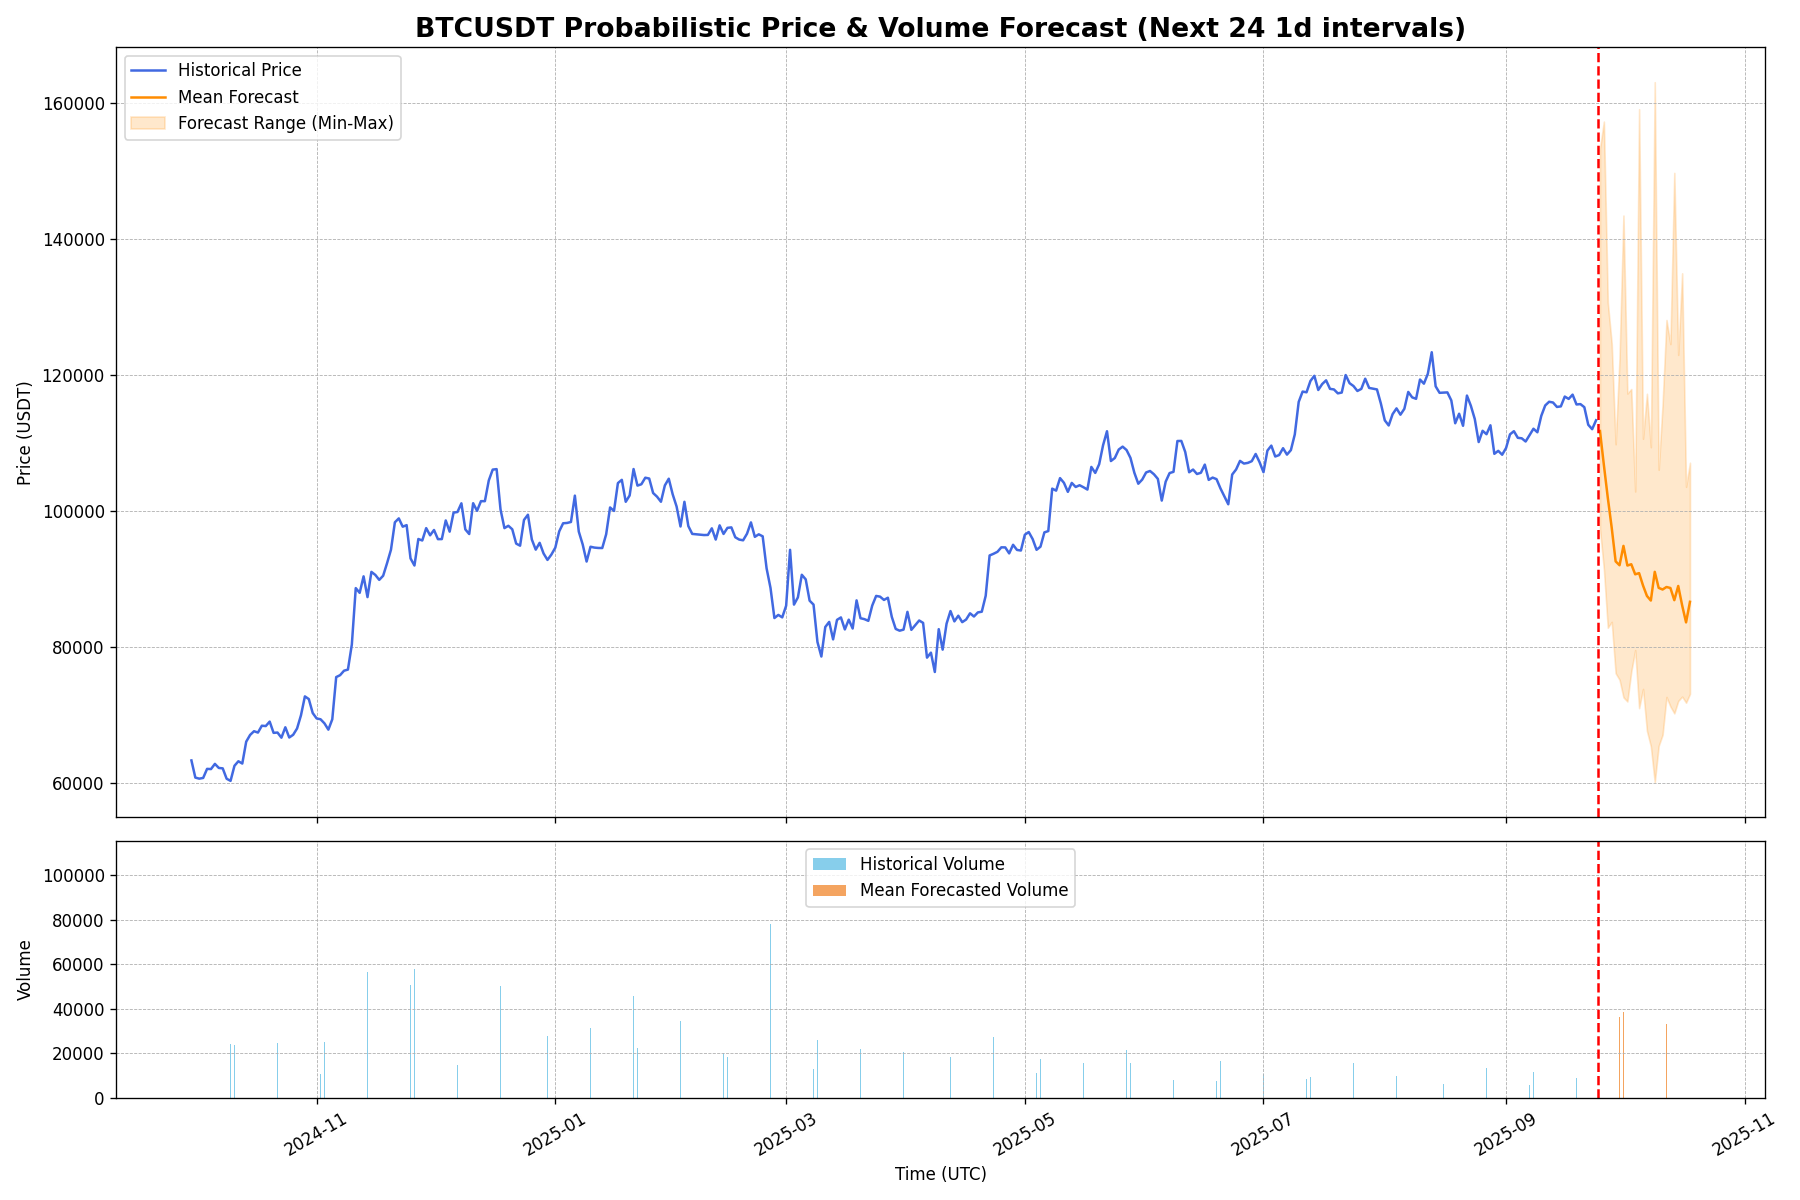 BTCUSDT Probabilistic Price & Volume Forecast (Next 24 1d intervals)
Historical Price
Mean Forecast
Forecast Range (Min-Max)
160000
140000
120000
100000
80000
60000
Price (USDT)
Historical Volume
Mean Forecasted Volume
100000
80000
60000
40000
20000
0
Volume
2024-11
2025-01
2025-03
2025-05
2025-07
2025-09
2025-11
Time (UTC)